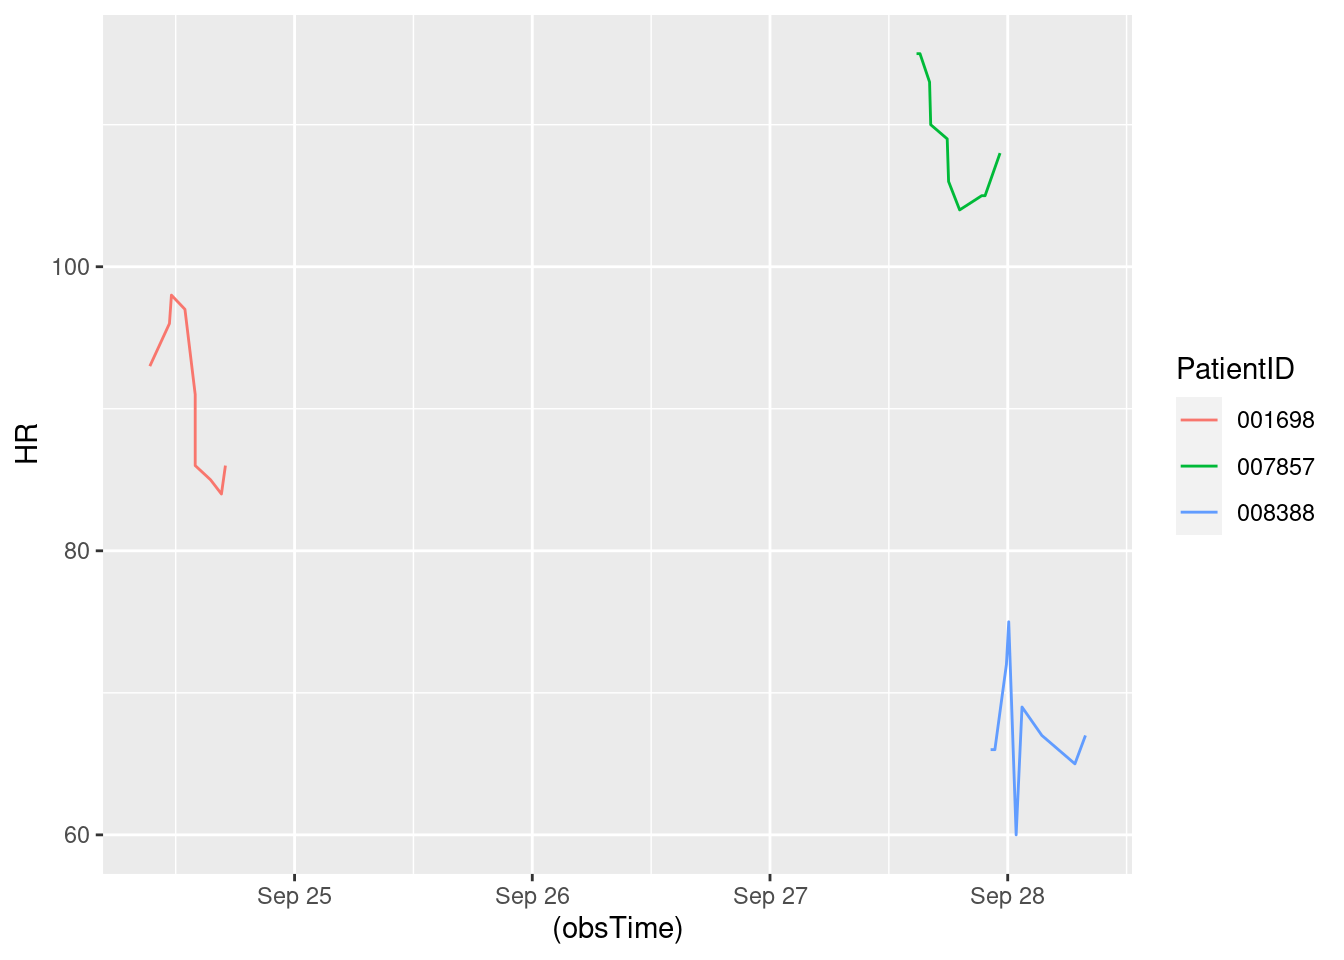 100
80
60
HR
Sep 25
Sep 26
Sep 27
Sep 28
(obsTime)
PatientID
001698
007857
008388